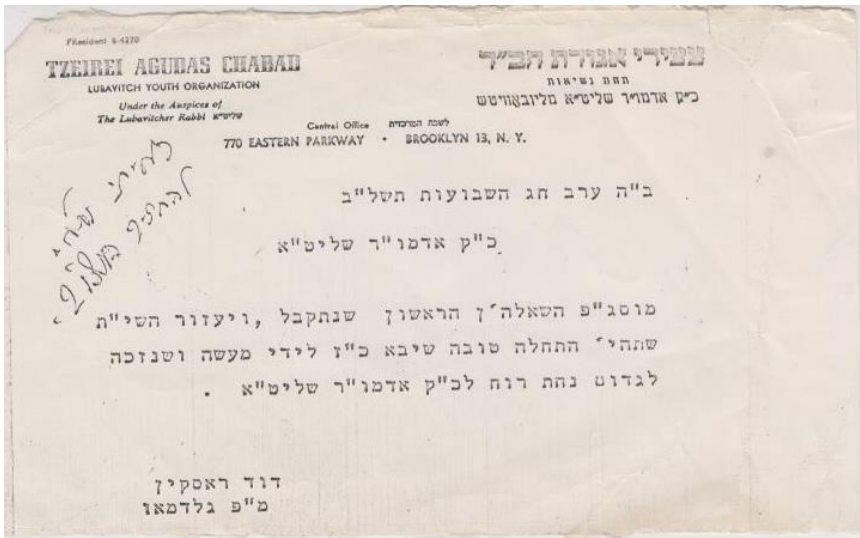 PResident 8-4270
TZEIREI AGUDAS CHABAD
LUBAVITCH YOUTH ORGANIZATION
Under the Auspices of
The Lubavitcher Rabbi שליט"א
צעירי אגודת חב"ד
תחת נשיאות
כ"ק אדמו"ר שליט"א מליובאוויטש
Central Office לשכה המרכזית
770 EASTERN PARKWAY • BROOKLYN 13, N. Y.
ב"ה ערב חג השבועות תשל"ב
כ"ק אדמו"ר שליט"א
מוסג"פ השאלה'ן הראשון שנתקבל ,ויעזור השי"ת
שתהי' התחלה טובה שיבא כ"ז לידי מעשה ושנזכה
לגרום נחת רוח לכ"ק אדמו"ר שליט"א .
דוד ראסקין
מ"פ גלדמאן